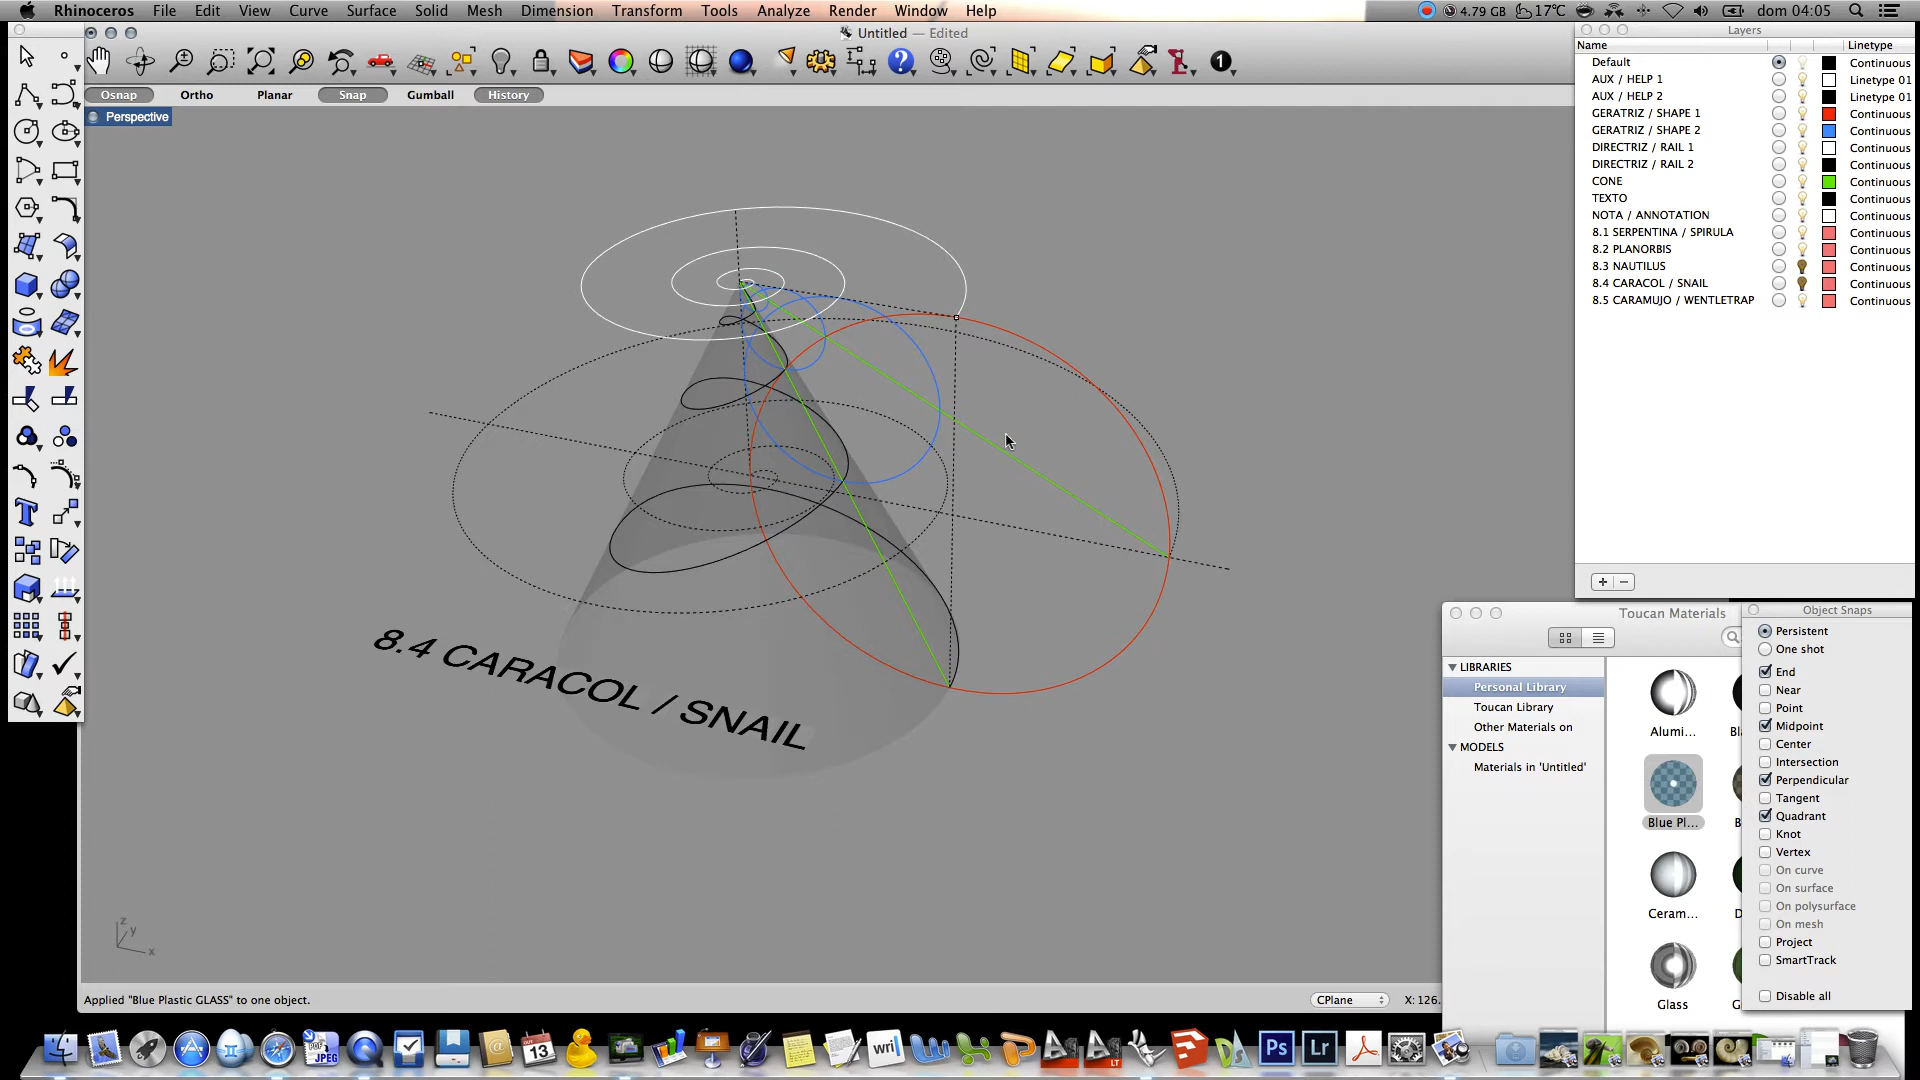 Rhinoceros File Edit View Curve Surface Solid Mesh Dimension Transform Tools Analyze Render Window Help 4.79 GB 17°C dom 04:05
Untitled — Edited
Osnap Ortho Planar Snap Gumball History
Perspective
8.4 CARACOL / SNAIL
z
y
x
Applied "Blue Plastic GLASS" to one object.
CPlane X: 126.
Layers
Name Linetype
Default Continuous
AUX / HELP 1 Linetype 01
AUX / HELP 2 Linetype 01
GERATRIZ / SHAPE 1 Continuous
GERATRIZ / SHAPE 2 Continuous
DIRECTRIZ / RAIL 1 Continuous
DIRECTRIZ / RAIL 2 Continuous
CONE Continuous
TEXTO Continuous
NOTA / ANNOTATION Continuous
8.1 SERPENTINA / SPIRULA Continuous
8.2 PLANORBIS Continuous
8.3 NAUTILUS Continuous
8.4 CARACOL / SNAIL Continuous
8.5 CARAMUJO / WENTLETRAP Continuous
Toucan Materials
LIBRARIES
Personal Library
Toucan Library
Other Materials on
MODELS
Materials in 'Untitled'
Alumi...
Blue Pl...
Ceram...
Glass
Object Snaps
Persistent
One shot
End
Near
Point
Midpoint
Center
Intersection
Perpendicular
Tangent
Quadrant
Knot
Vertex
On curve
On surface
On polysurface
On mesh
Project
SmartTrack
Disable all
JPEG
13
wri
LT
Ps
Lr